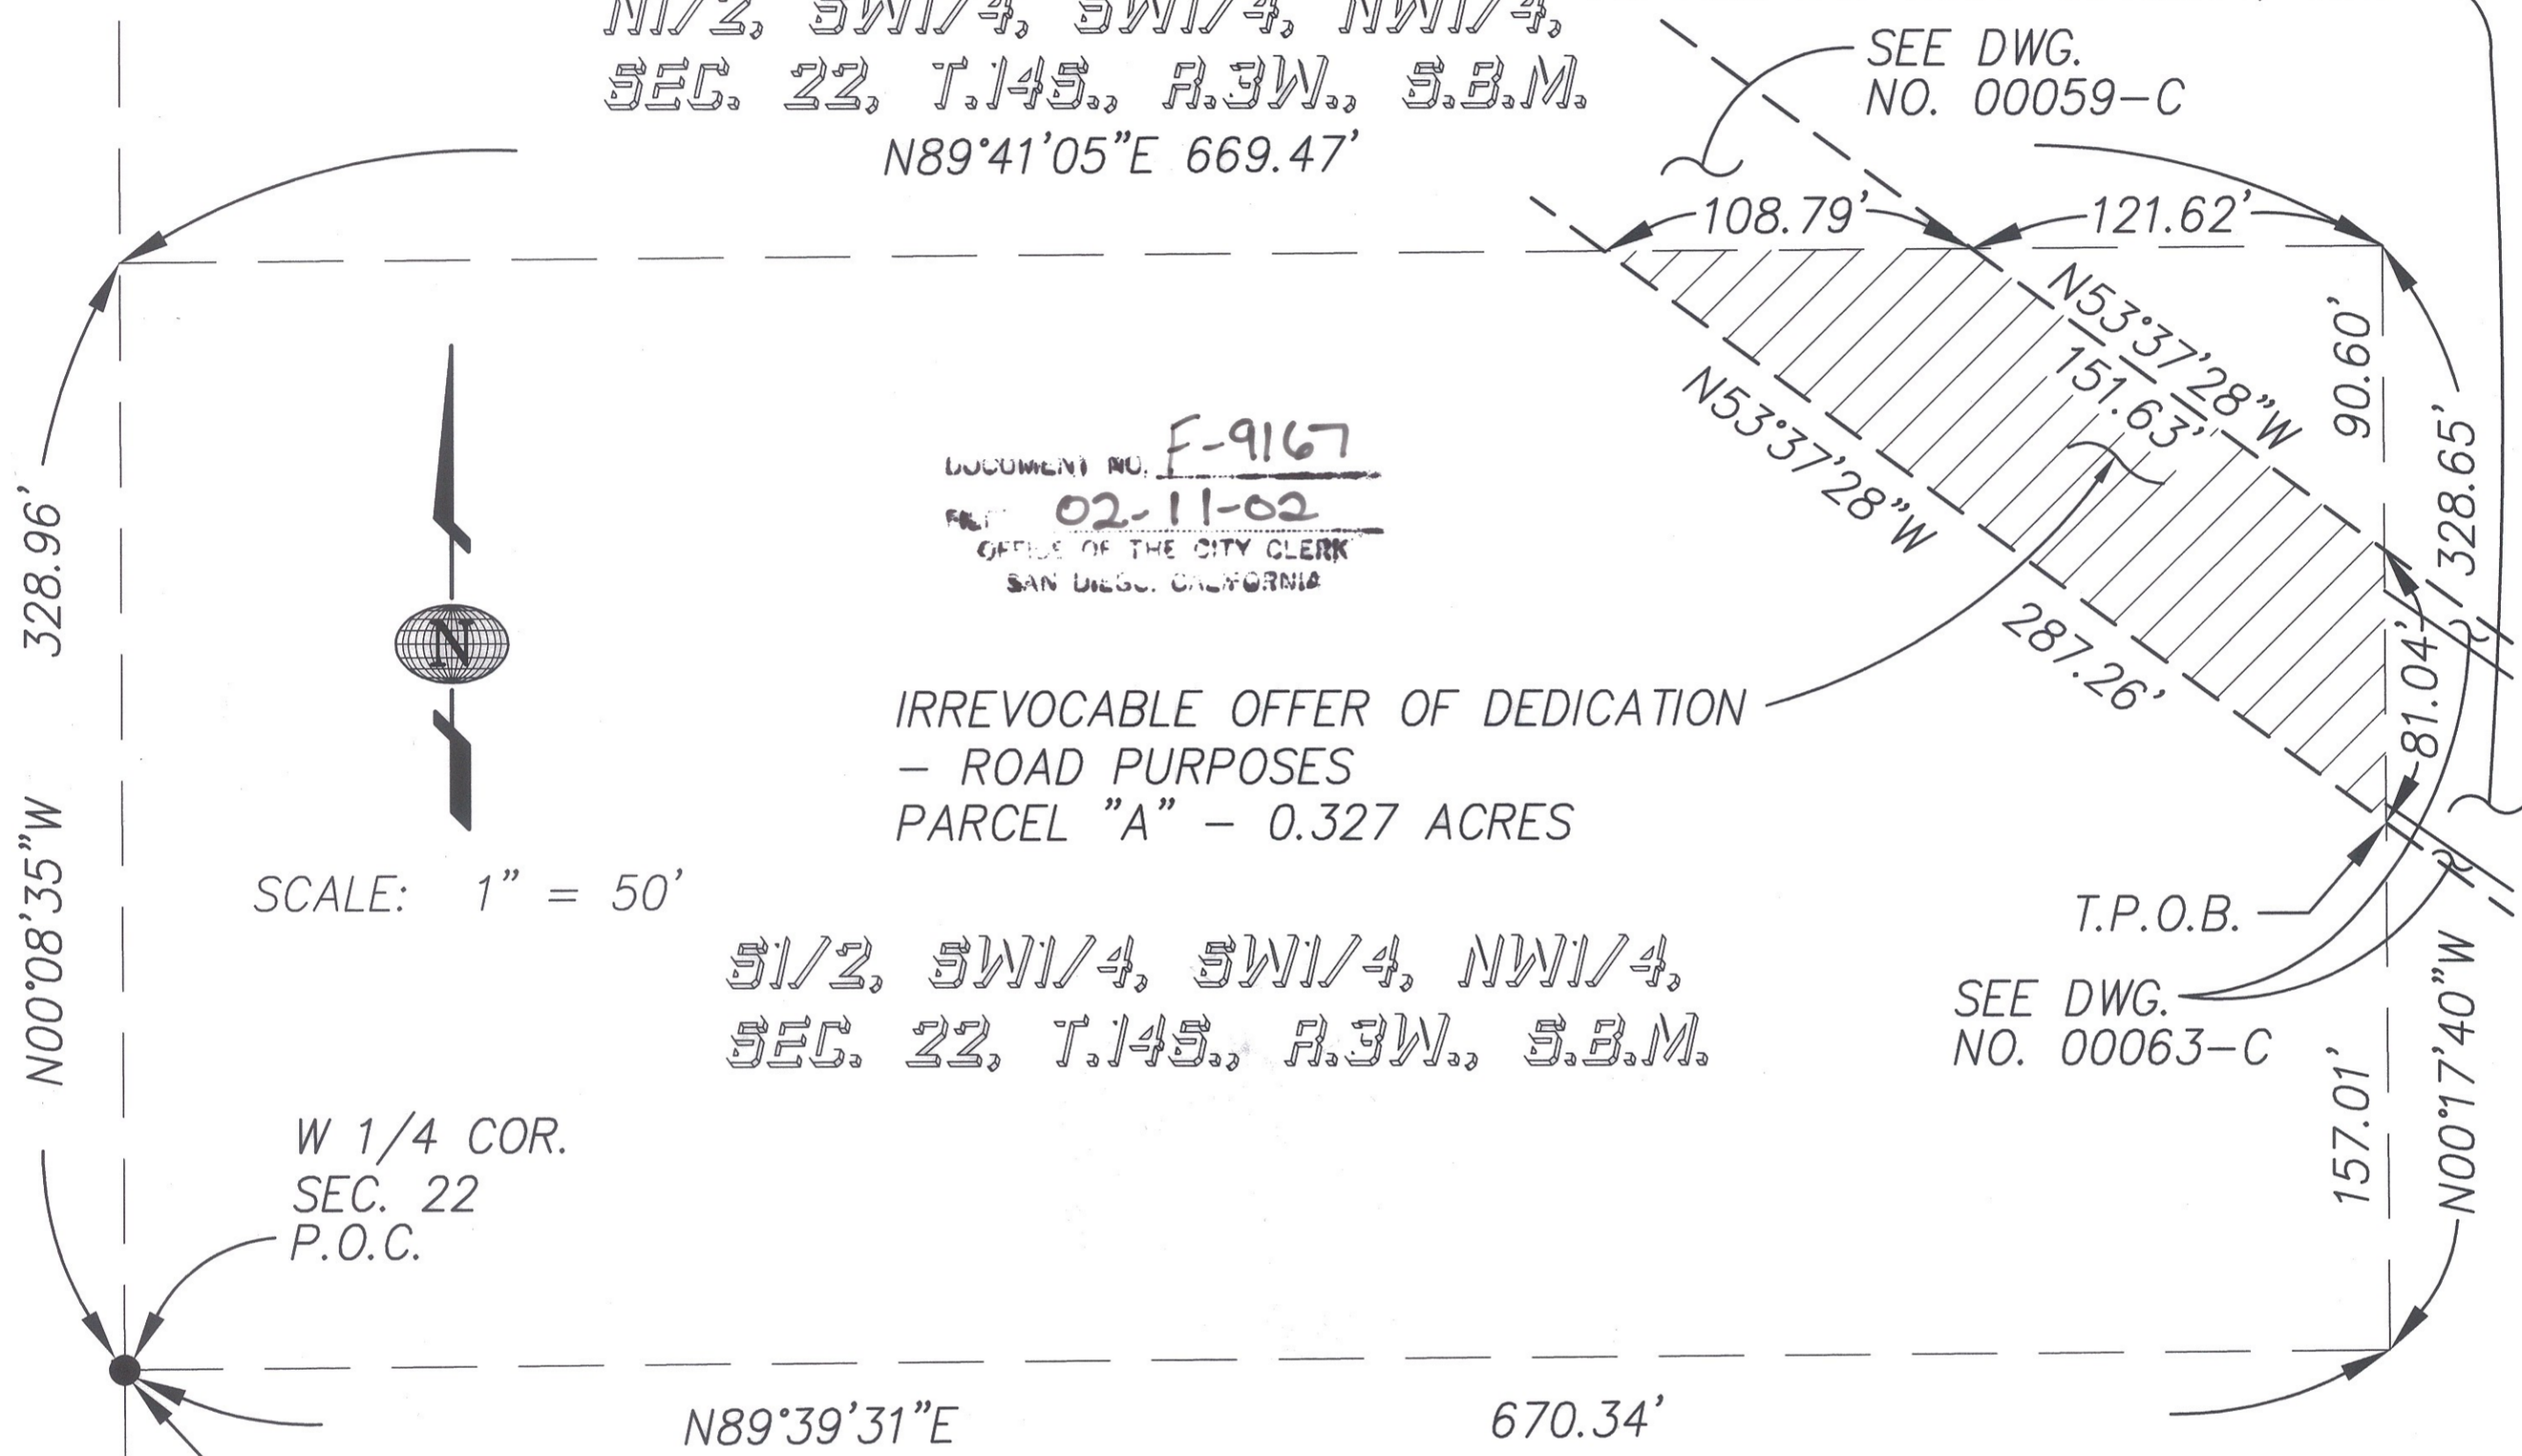 N1/2, SW1/4, SW1/4, NW1/4,
SEC. 22, T.14S., R.3W., S.B.M.
N89°41'05"E 669.47'
SEE DWG.
NO. 00059-C
108.79'
121.62'
N53°37'28"W
151.63'
90.60'
328.65'
N53°37'28"W
287.26'
81.04'
328.96'
N00°08'35"W
DOCUMENT NO. F-9167
02-11-02
OFFICE OF THE CITY CLERK
SAN DIEGO, CALIFORNIA
N
SCALE: 1" = 50'
IRREVOCABLE OFFER OF DEDICATION
- ROAD PURPOSES
PARCEL "A" - 0.327 ACRES
T.P.O.B.
S1/2, SW1/4, SW1/4, NW1/4,
SEC. 22, T.14S., R.3W., S.B.M.
SEE DWG.
NO. 00063-C
157.01'
N00°17'40"W
W 1/4 COR.
SEC. 22
P.O.C.
N89°39'31"E
670.34'